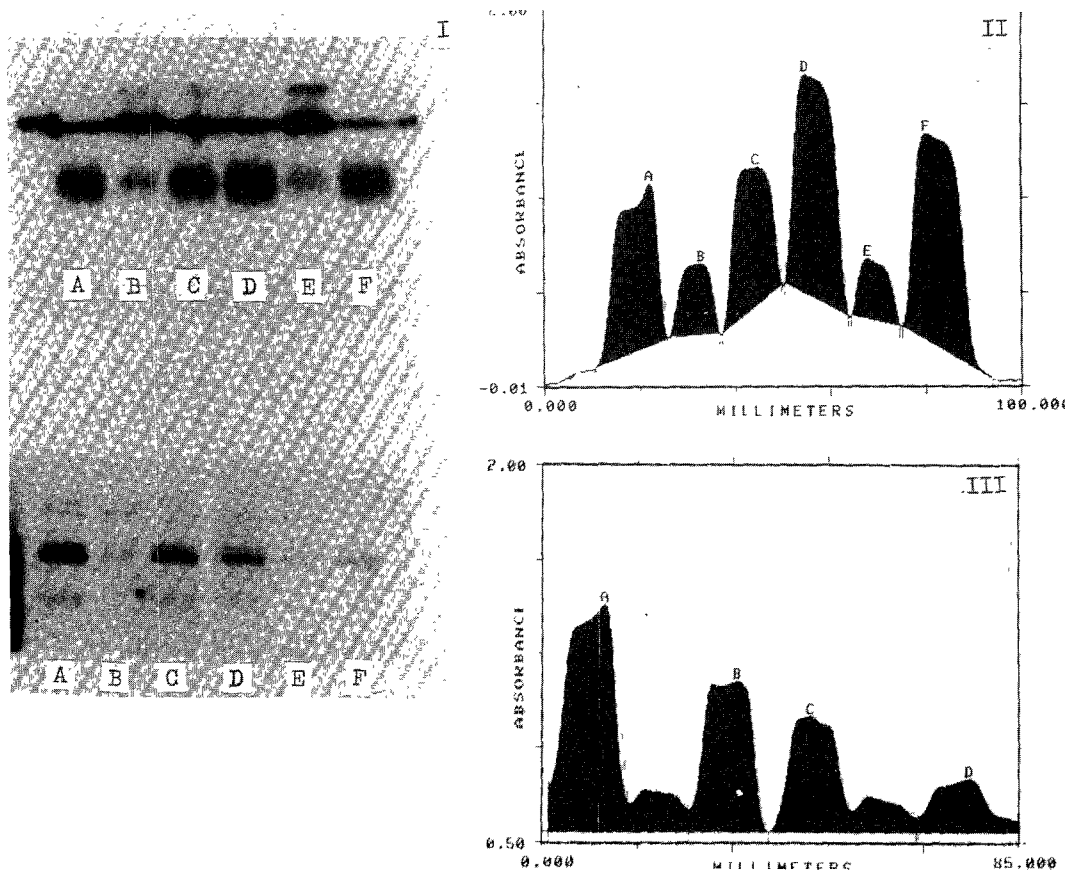 I
A B C D E F
A B C D E F
II
ABSORBANCE
A
B
C
D
E
F
-0.01
0.000
MILLIMETERS
100.000
2.00
III
ABSORBANCE
A
B
C
D
0.50
0.000
MILLIMETERS
85.000